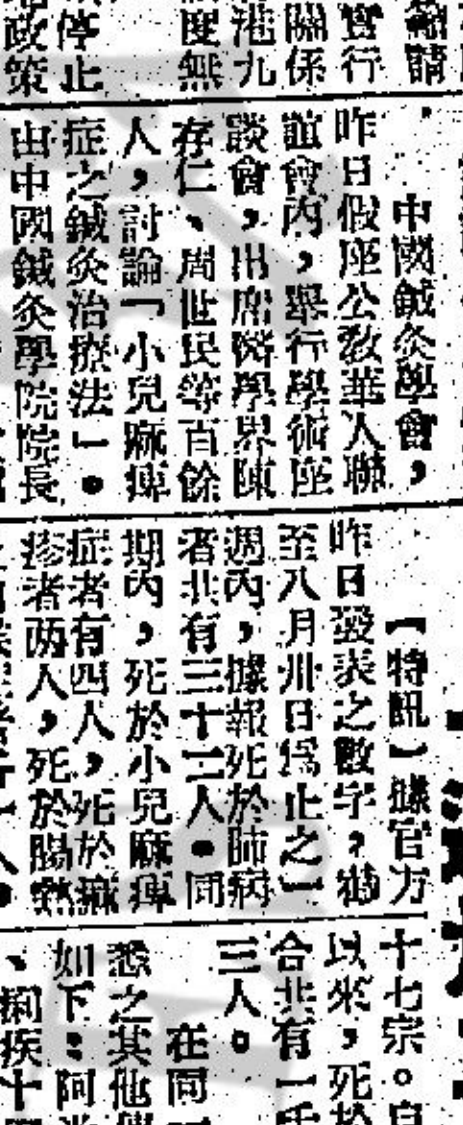 實行
關係
港九
度無
停止
政策
中國鍼灸學會，
昨日假座公教華人聯
誼會內，舉行學術座
談會，出席醫學界陳
存仁、周世民等百餘
人，討論「小兒麻痺
症之鍼灸治療法」。
由中國鍼灸學院院長
【特訊】據官方
昨日發表之數字，
至八月卅日爲止之一
週內，據報死於肺病
者共有三十二人。同
期內，死於小兒麻痺
症者有四人，死於痲
疹者两人，死於腸熱
十七宗。自
以來，死於
合共有一
三人。
在同一
悉之其他
如下：阿
、痢疾十